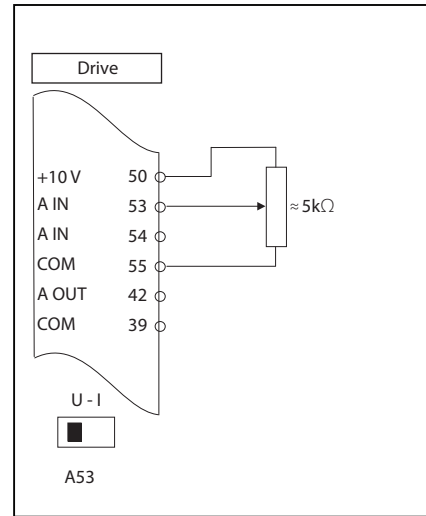 Drive
+10 V 50
A IN 53
≈ 5kΩ
A IN 54
COM 55
A OUT 42
COM 39
U - I
A53